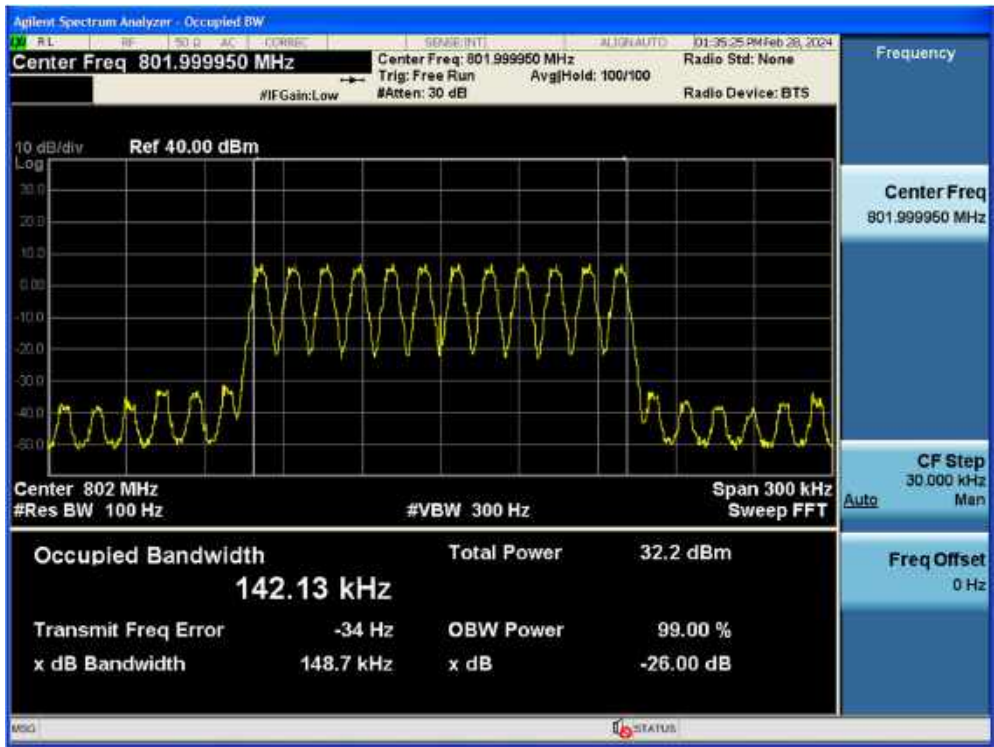 Agilent Spectrum Analyzer - Occupied BW
RL RF 50 Ω AC CORREC SENSE:INT ALIGN AUTO 01:35:25 PM Feb 28, 2024
Center Freq 801.999950 MHz
Center Freq: 801.999950 MHz
Radio Std: None
Trig: Free Run
Avg|Hold: 100/100
#IFGain:Low
#Atten: 30 dB
Radio Device: BTS
10 dB/div
Ref 40.00 dBm
Log
30.0
20.0
10.0
0.00
-10.0
-20.0
-30.0
-40.0
-50.0
Center 802 MHz
Span 300 kHz
#Res BW 100 Hz
#VBW 300 Hz
Sweep FFT
Occupied Bandwidth
142.13 kHz
Total Power 32.2 dBm
Transmit Freq Error -34 Hz
OBW Power 99.00 %
x dB Bandwidth 148.7 kHz
x dB -26.00 dB
MSG
STATUS
Frequency
Center Freq
801.999950 MHz
CF Step
30.000 kHz
Auto Man
Freq Offset
0 Hz